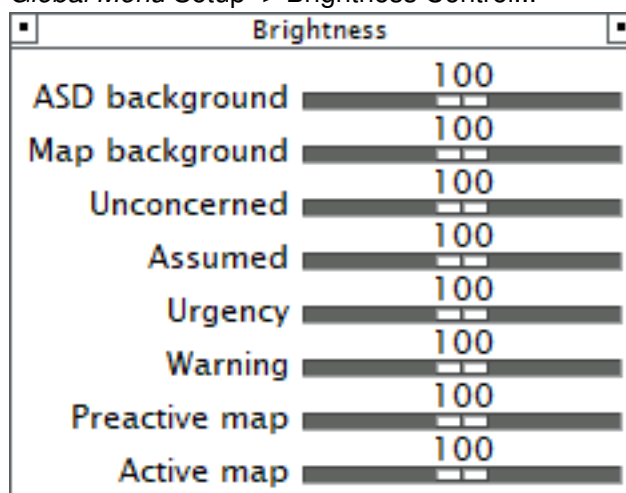 Global Menu Setup -> Brightness Control...
Brightness
100
ASD background
100
Map background
100
Unconcerned
100
Assumed
100
Urgency
100
Warning
100
Preactive map
100
Active map